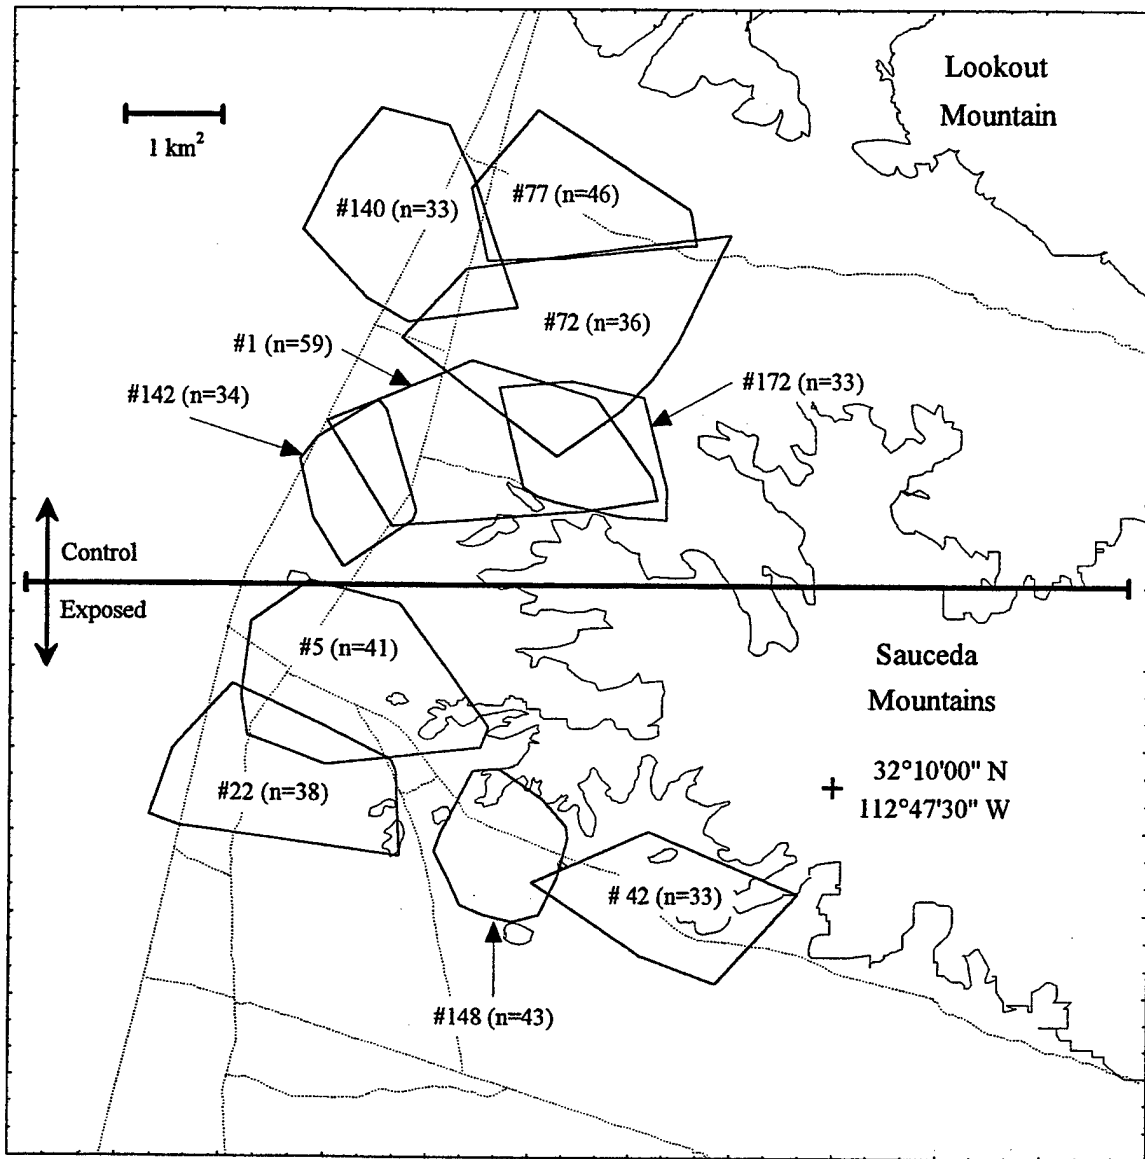 Lookout
Mountain
1 km²
#77 (n=46)
#140 (n=33)
#72 (n=36)
#1 (n=59)
#172 (n=33)
#142 (n=34)
Control
Exposed
#5 (n=41)
Sauceda
Mountains
32°10'00" N
112°47'30" W
#22 (n=38)
# 42 (n=33)
#148 (n=43)